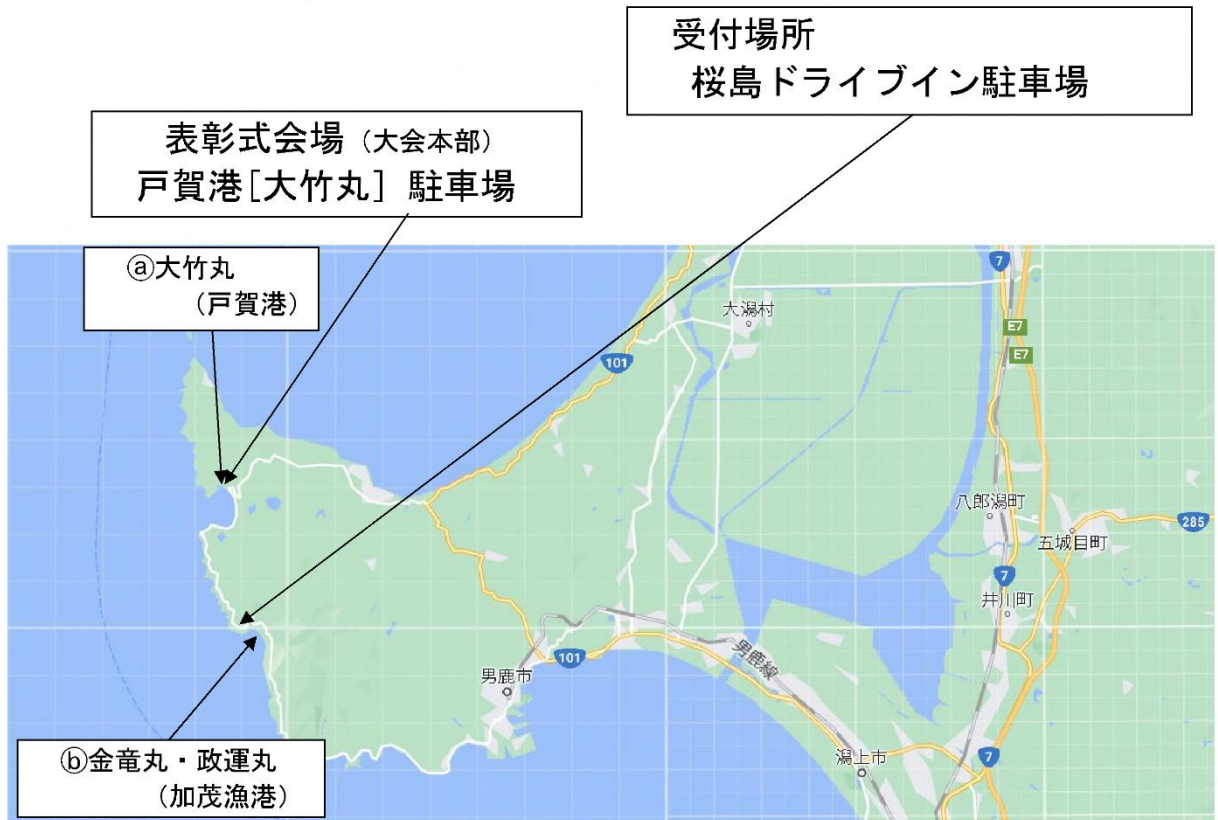 受付場所
桜島ドライブイン駐車場
表彰式会場（大会本部）
戸賀港［大竹丸］ 駐車場
ⓐ大竹丸
（戸賀港）
7
大潟村
E7
E7
101
八郎潟町
285
五城目町
7
井川町
男鹿線
101
男鹿市
潟上市
7
ⓑ金竜丸・政運丸
（加茂漁港）